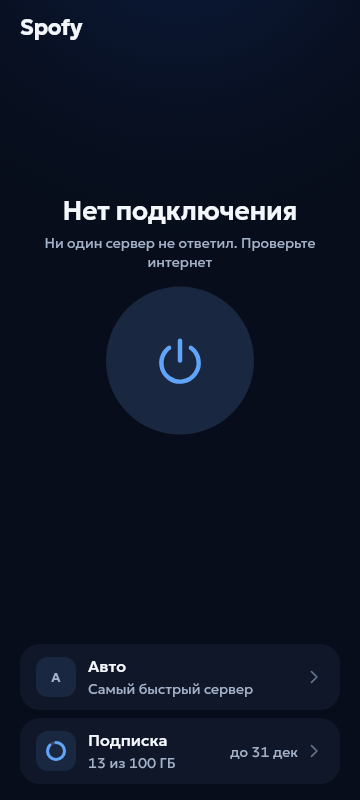 Spofy
Нет подключения
Ни один сервер не ответил. Проверьте
интернет
А
Авто
Самый быстрый сервер
Подписка
13 из 100 ГБ
до 31 дек